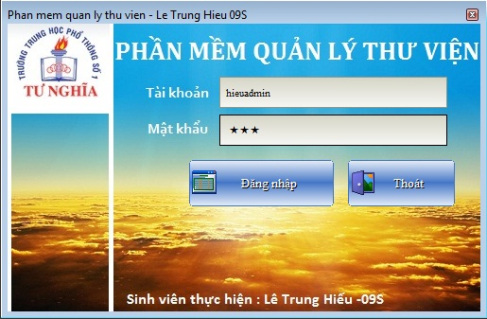 Phan mem quan ly thu vien - Le Trung Hieu 09S
TRƯỜNG TRUNG HỌC PHỔ THÔNG SỐ 1
TƯ NGHĨA
PHẦN MỀM QUẢN LÝ THƯ VIỆN
Tài khoản hieuadmin
Mật khẩu ★★★
Đăng nhập Thoát
Sinh viên thực hiện : Lê Trung Hiếu -09S